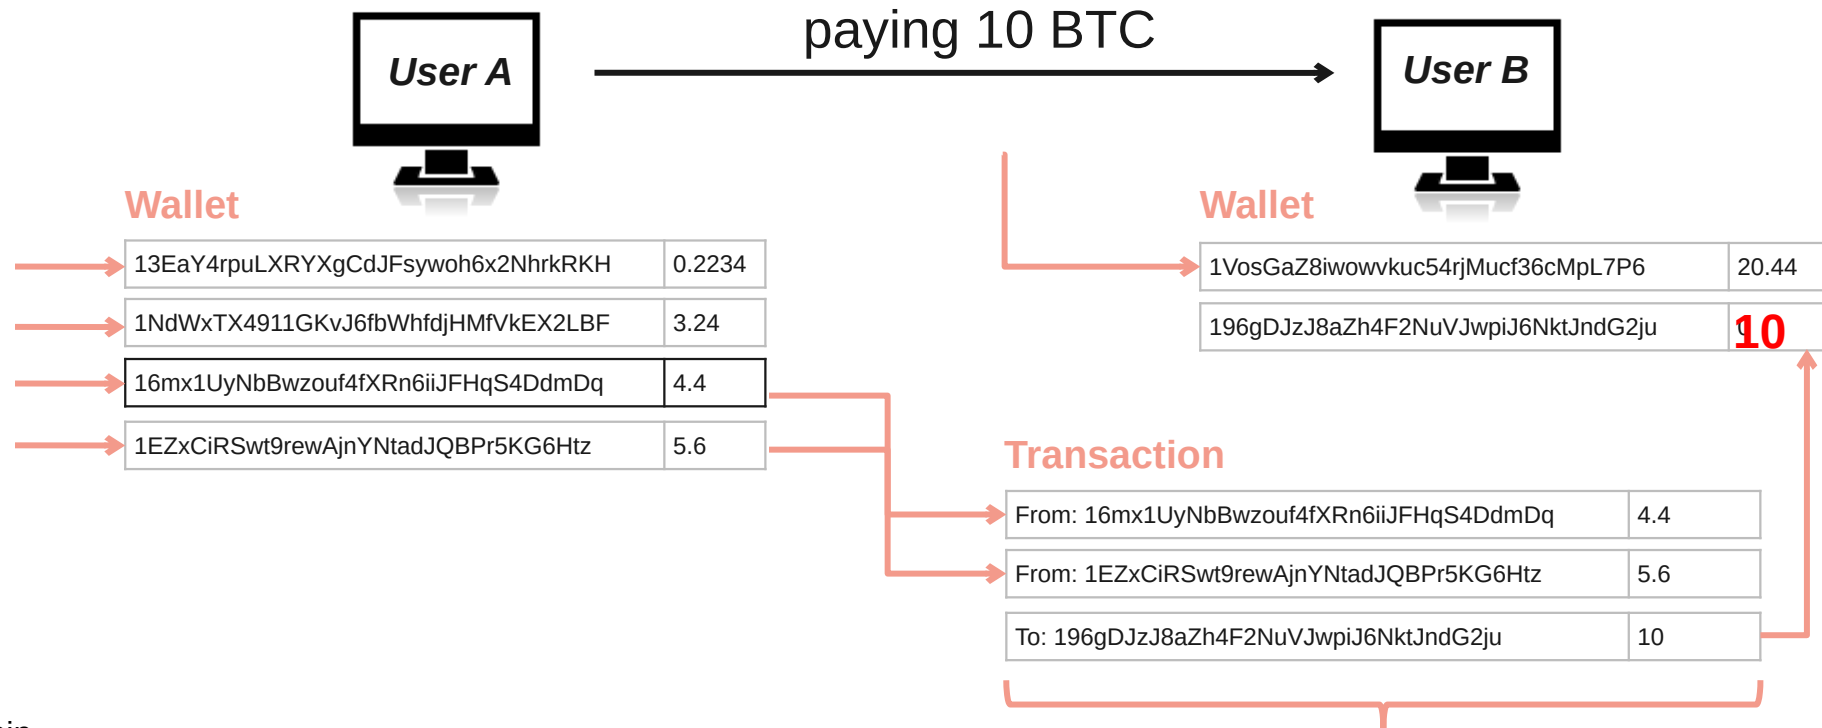 paying 10 BTC
User A
User B
Wallet
13EaY4rpuLXRYXgCdJFsywoh6x2NhrkRKH 0.2234
1NdWxTX4911GKvJ6fbWhfdjHMfVkEX2LBF 3.24
16mx1UyNbBwzouf4fXRn6iiJFHqS4DdmDq 4.4
1EZxCiRSwt9rewAjnYNtadJQBPr5KG6Htz 5.6
Wallet
1VosGaZ8iwowvkuc54rjMucf36cMpL7P6 20.44
196gDJzJ8aZh4F2NuVJwpiJ6NktJndG2ju 10
Transaction
From: 16mx1UyNbBwzouf4fXRn6iiJFHqS4DdmDq 4.4
From: 1EZxCiRSwt9rewAjnYNtadJQBPr5KG6Htz 5.6
To: 196gDJzJ8aZh4F2NuVJwpiJ6NktJndG2ju 10